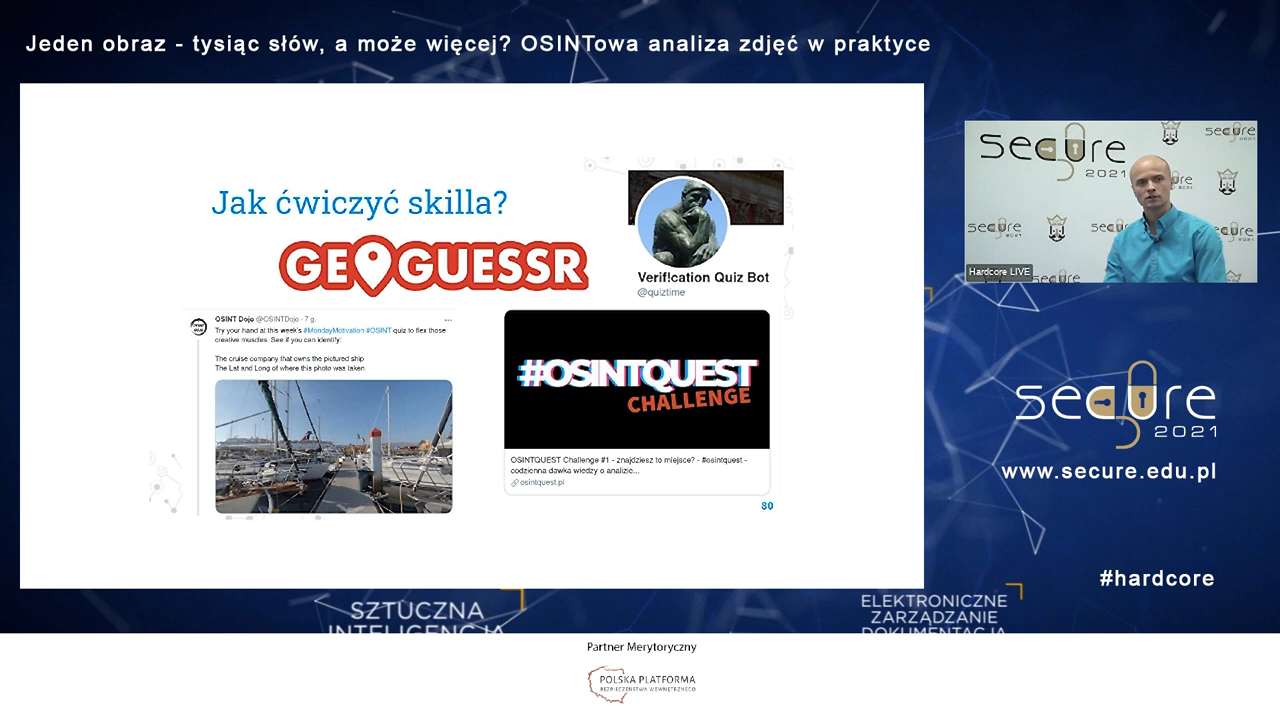 Jeden obraz - tysiąc słów, a może więcej? OSINTowa analiza zdjęć w praktyce
Jak ćwiczyć skilla?
GEOGUESSR
Verif!cation Quiz Bot
@quiztime
OSINT Dojo @OSINTDojo · 7 g.
Try your hand at this week's #MondayMotivation #OSINT quiz to flex those
creative muscles. See if you can identify:
The cruise company that owns the pictured ship
The Lat and Long of where this photo was taken
#OSINTQUEST
CHALLENGE
OSINTQUEST Challenge #1 - znajdziesz to miejsce? - #osintquest -
codzienna dawka wiedzy o analizie...
osintquest.pl
80
secure
2021
Hardcore LIVE
secure
2021
www.secure.edu.pl
#hardcore
SZTUCZNA
INTELIGENCJA
ELEKTRONICZNE
ZARZĄDZANIE
DOKUMENTACJĄ
Partner Merytoryczny
POLSKA PLATFORMA
BEZPIECZEŃSTWA WEWNĘTRZNEGO